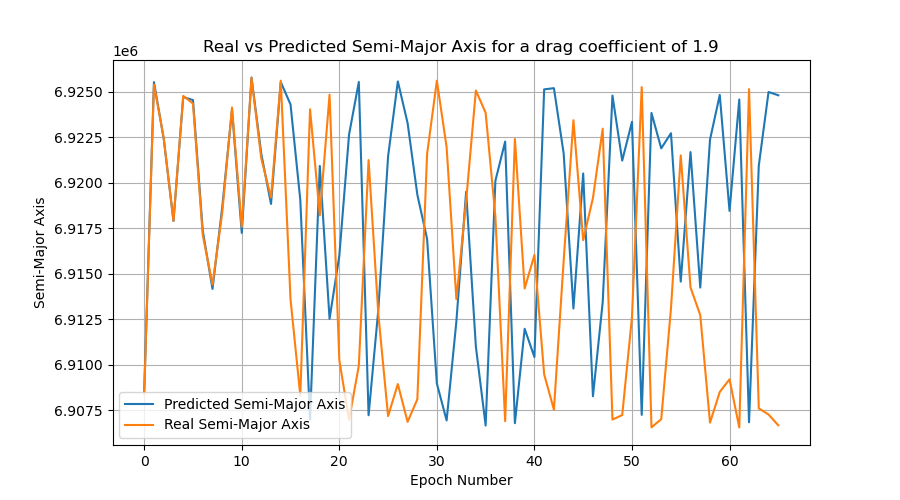 Real vs Predicted Semi-Major Axis for a drag coefficient of 1.9
1e6
6.9250
6.9225
6.9200
6.9175
6.9150
6.9125
6.9100
6.9075
Semi-Major Axis
Predicted Semi-Major Axis
Real Semi-Major Axis
0 10 20 30 40 50 60
Epoch Number